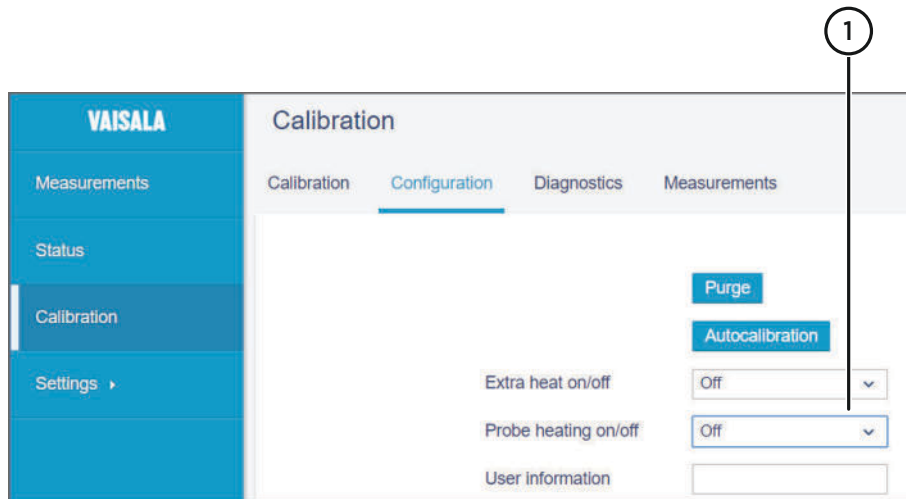 1
VAISALA
Calibration
Measurements
Calibration Configuration Diagnostics Measurements
Status
Purge
Calibration
Autocalibration
Settings
Extra heat on/off Off
Probe heating on/off Off
User information